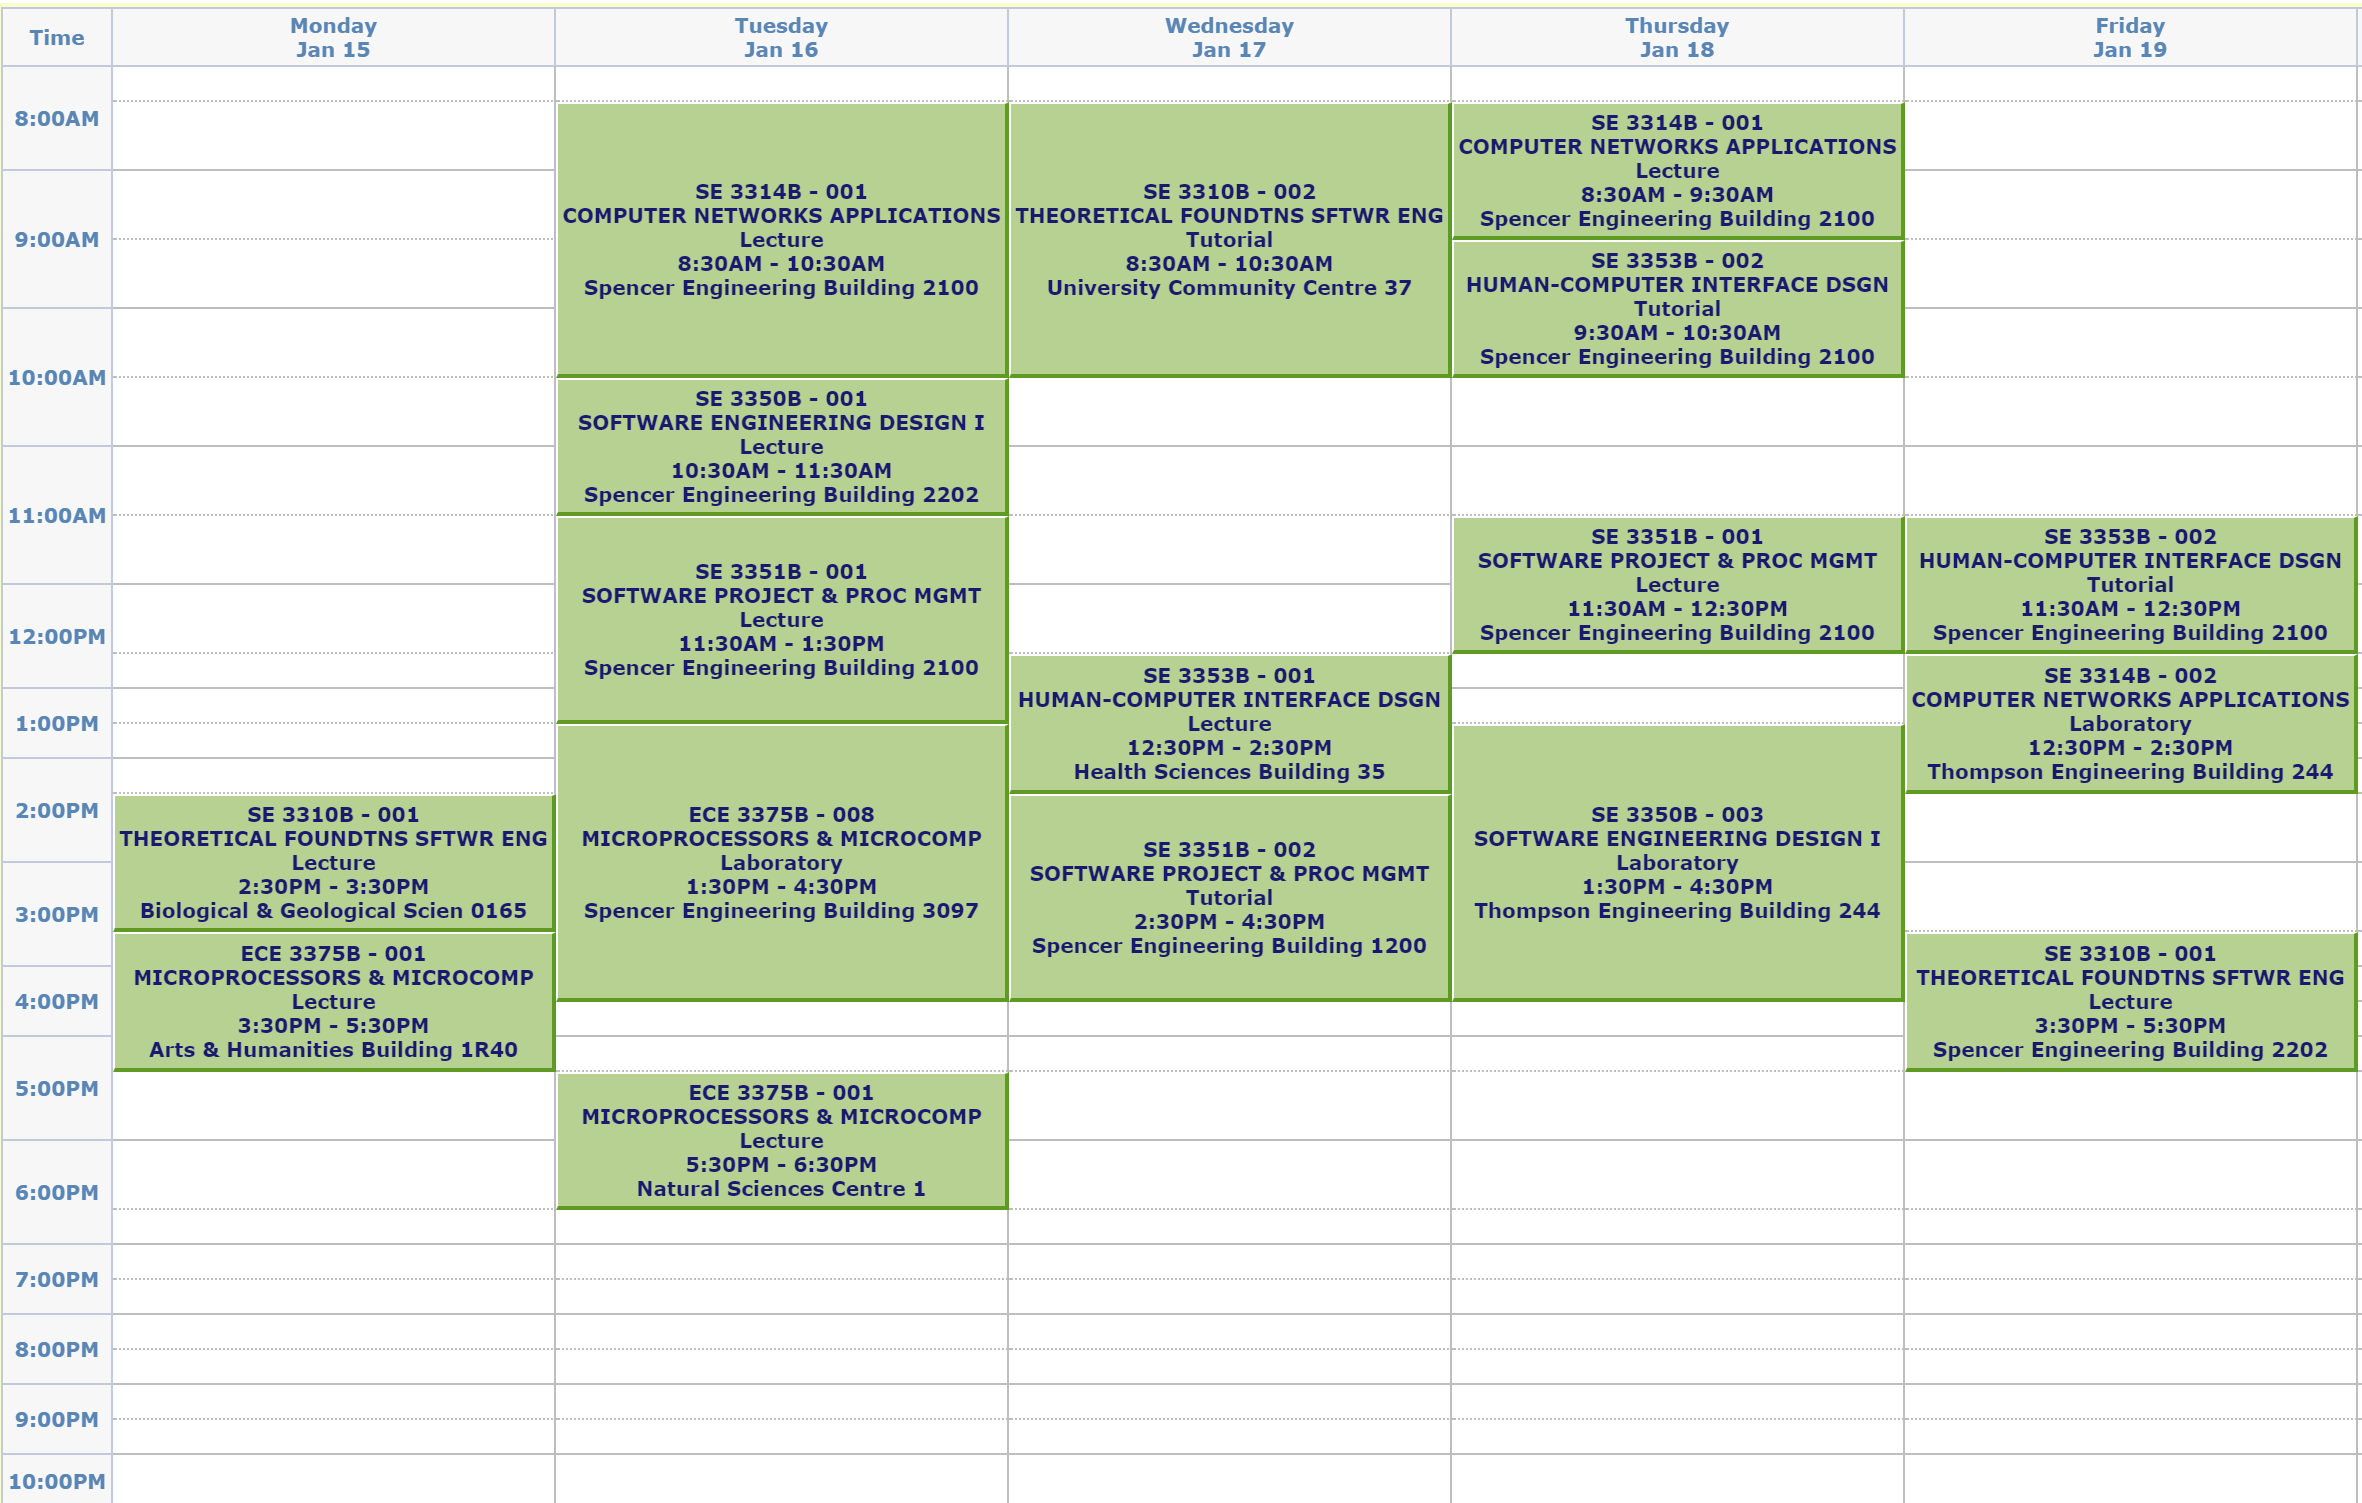 Time
Monday
Jan 15
Tuesday
Jan 16
Wednesday
Jan 17
Thursday
Jan 18
Friday
Jan 19
8:00AM
9:00AM
10:00AM
11:00AM
12:00PM
1:00PM
2:00PM
3:00PM
4:00PM
5:00PM
6:00PM
7:00PM
8:00PM
9:00PM
10:00PM
SE 3310B - 001
THEORETICAL FOUNDTNS SFTWR ENG
Lecture
2:30PM - 3:30PM
Biological & Geological Scien 0165
ECE 3375B - 001
MICROPROCESSORS & MICROCOMP
Lecture
3:30PM - 5:30PM
Arts & Humanities Building 1R40
SE 3314B - 001
COMPUTER NETWORKS APPLICATIONS
Lecture
8:30AM - 10:30AM
Spencer Engineering Building 2100
SE 3350B - 001
SOFTWARE ENGINEERING DESIGN I
Lecture
10:30AM - 11:30AM
Spencer Engineering Building 2202
SE 3351B - 001
SOFTWARE PROJECT & PROC MGMT
Lecture
11:30AM - 1:30PM
Spencer Engineering Building 2100
ECE 3375B - 008
MICROPROCESSORS & MICROCOMP
Laboratory
1:30PM - 4:30PM
Spencer Engineering Building 3097
ECE 3375B - 001
MICROPROCESSORS & MICROCOMP
Lecture
5:30PM - 6:30PM
Natural Sciences Centre 1
SE 3310B - 002
THEORETICAL FOUNDTNS SFTWR ENG
Tutorial
8:30AM - 10:30AM
University Community Centre 37
SE 3353B - 001
HUMAN-COMPUTER INTERFACE DSGN
Lecture
12:30PM - 2:30PM
Health Sciences Building 35
SE 3351B - 002
SOFTWARE PROJECT & PROC MGMT
Tutorial
2:30PM - 4:30PM
Spencer Engineering Building 1200
SE 3314B - 001
COMPUTER NETWORKS APPLICATIONS
Lecture
8:30AM - 9:30AM
Spencer Engineering Building 2100
SE 3353B - 002
HUMAN-COMPUTER INTERFACE DSGN
Tutorial
9:30AM - 10:30AM
Spencer Engineering Building 2100
SE 3351B - 001
SOFTWARE PROJECT & PROC MGMT
Lecture
11:30AM - 12:30PM
Spencer Engineering Building 2100
SE 3350B - 003
SOFTWARE ENGINEERING DESIGN I
Laboratory
1:30PM - 4:30PM
Thompson Engineering Building 244
SE 3353B - 002
HUMAN-COMPUTER INTERFACE DSGN
Tutorial
11:30AM - 12:30PM
Spencer Engineering Building 2100
SE 3314B - 002
COMPUTER NETWORKS APPLICATIONS
Laboratory
12:30PM - 2:30PM
Thompson Engineering Building 244
SE 3310B - 001
THEORETICAL FOUNDTNS SFTWR ENG
Lecture
3:30PM - 5:30PM
Spencer Engineering Building 2202